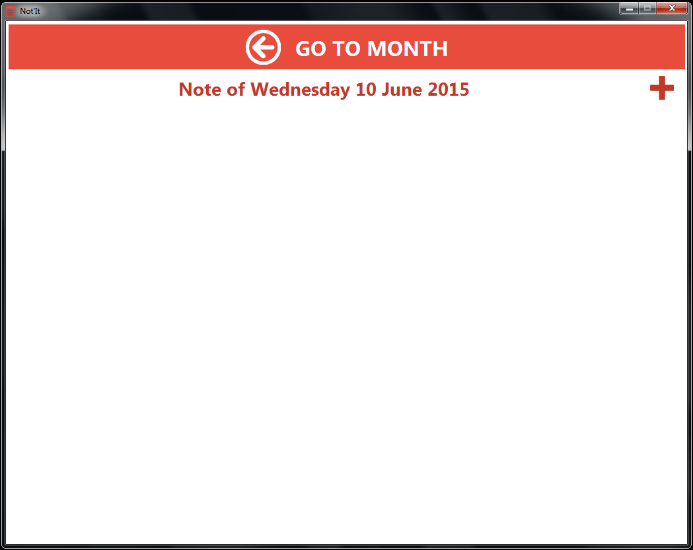 Not'It
GO TO MONTH
Note of Wednesday 10 June 2015